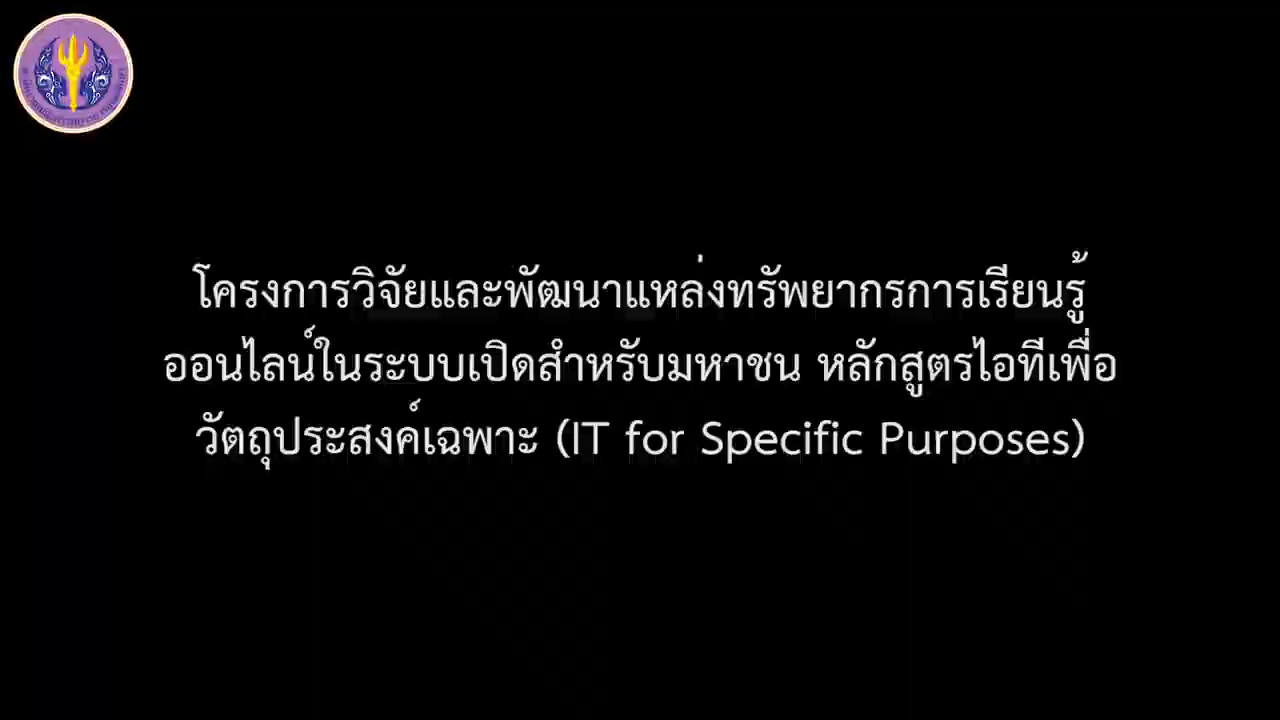 โครงการวิจัยและพัฒนาแหล่งทรัพยากรการเรียนรู้
ออนไลน์ในระบบเปิดสำหรับมหาชน หลักสูตรไอทีเพื่อ
วัตถุประสงค์เฉพาะ (IT for Specific Purposes)